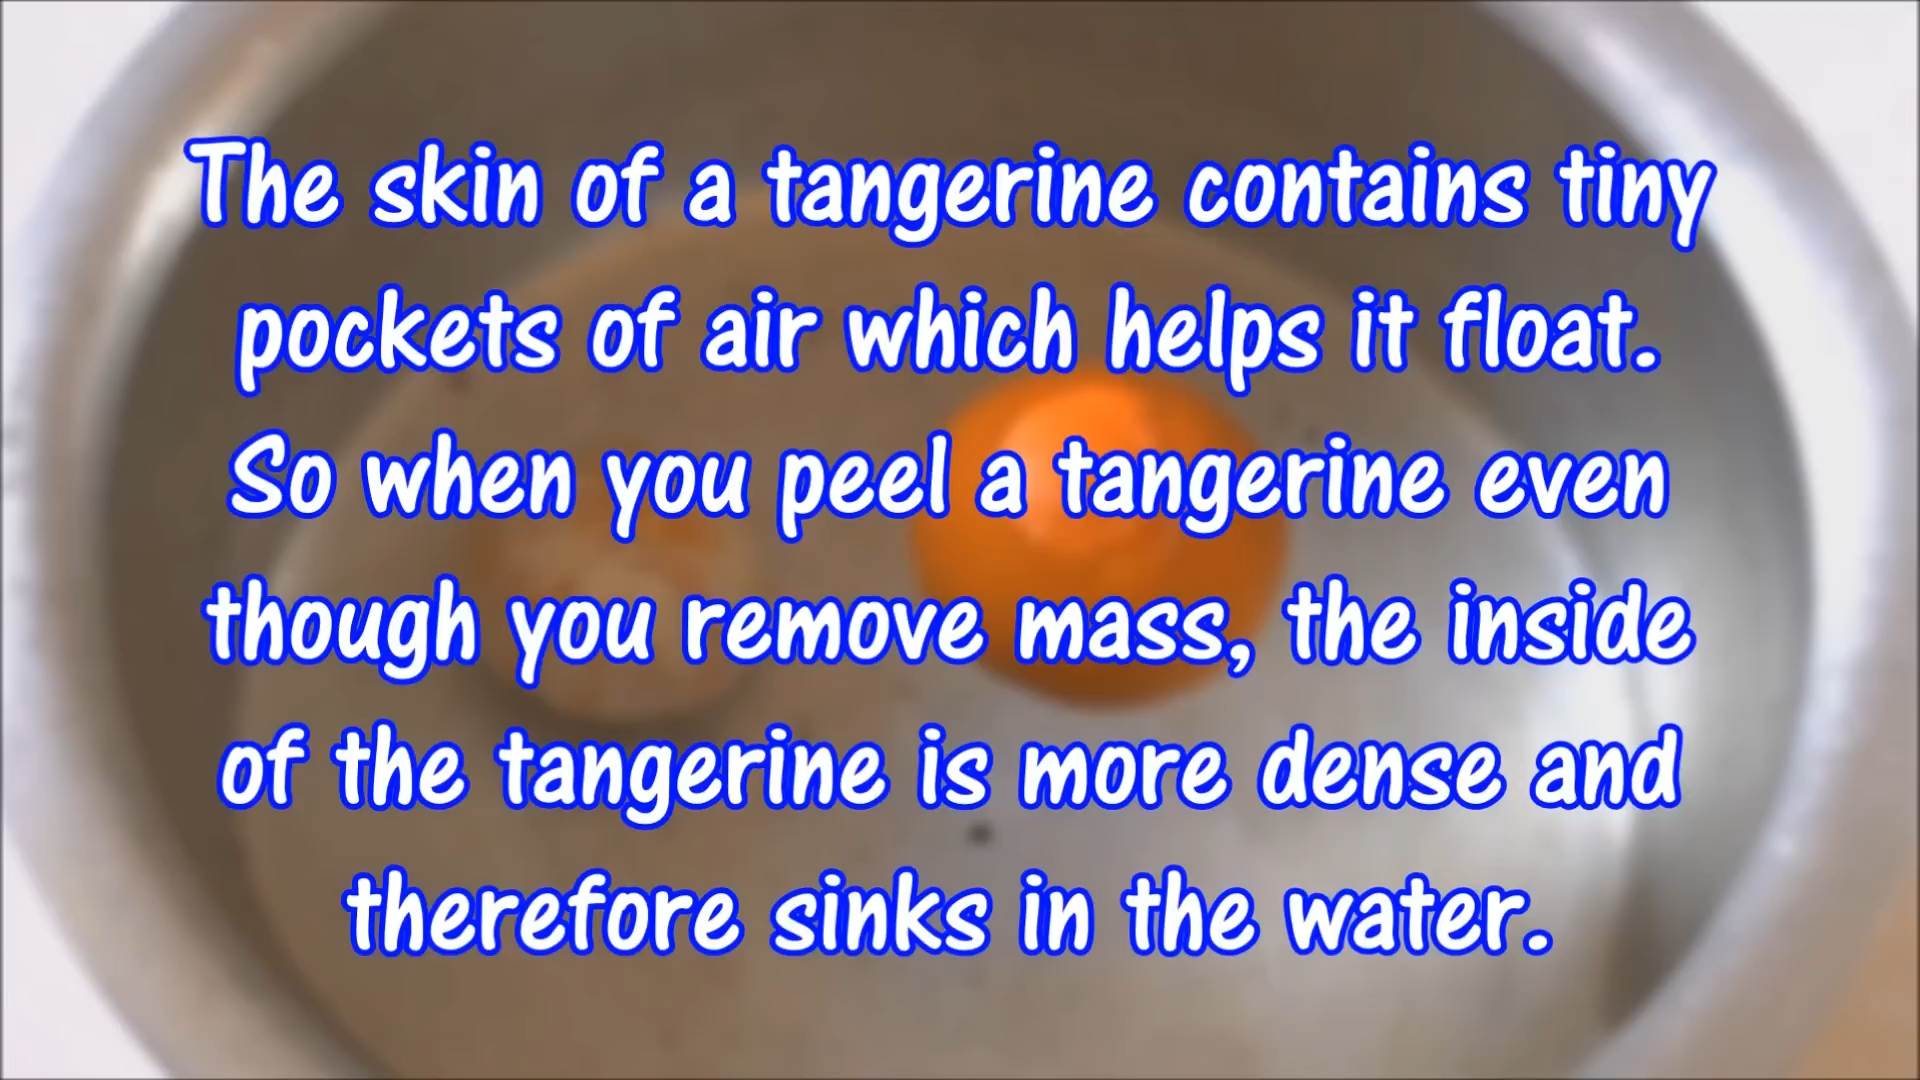 The skin of a tangerine contains tiny
pockets of air which helps it float.
So when you peel a tangerine even
though you remove mass, the inside
of the tangerine is more dense and
therefore sinks in the water.